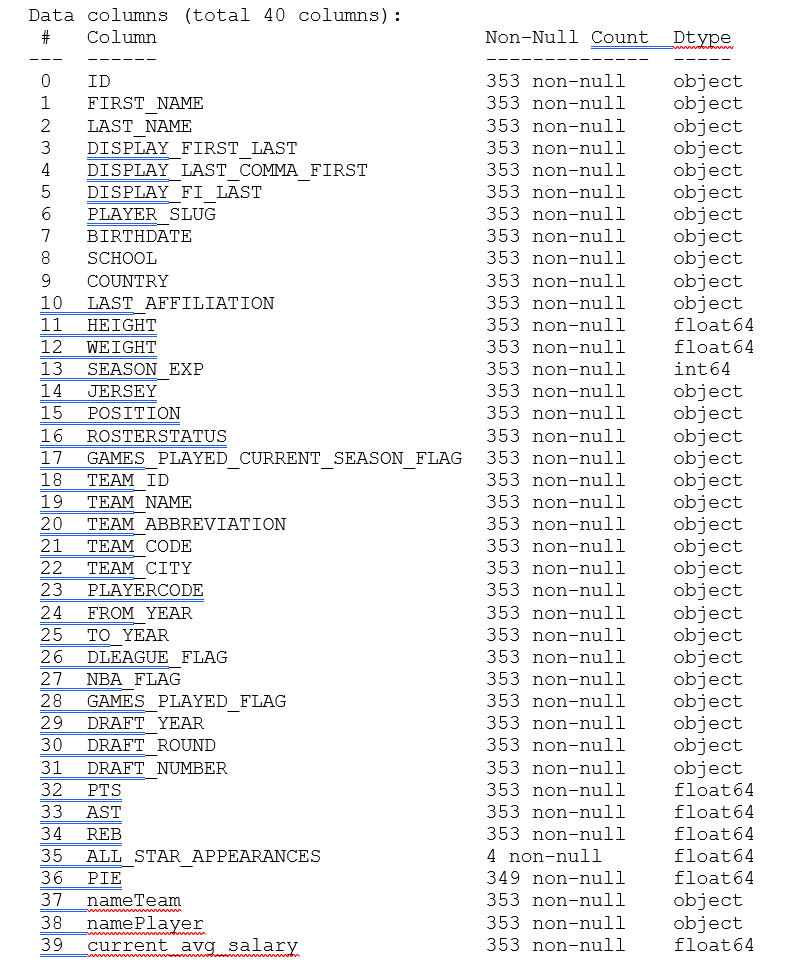 Data columns (total 40 columns):
 #   Column                            Non-Null Count  Dtype
---  ------                            --------------  -----
 0   ID                                353 non-null    object
 1   FIRST_NAME                        353 non-null    object
 2   LAST_NAME                         353 non-null    object
 3   DISPLAY_FIRST_LAST                353 non-null    object
 4   DISPLAY_LAST_COMMA_FIRST          353 non-null    object
 5   DISPLAY_FI_LAST                   353 non-null    object
 6   PLAYER_SLUG                       353 non-null    object
 7   BIRTHDATE                         353 non-null    object
 8   SCHOOL                            353 non-null    object
 9   COUNTRY                           353 non-null    object
 10  LAST_AFFILIATION                  353 non-null    object
 11  HEIGHT                            353 non-null    float64
 12  WEIGHT                            353 non-null    float64
 13  SEASON_EXP                        353 non-null    int64
 14  JERSEY                            353 non-null    object
 15  POSITION                          353 non-null    object
 16  ROSTERSTATUS                      353 non-null    object
 17  GAMES_PLAYED_CURRENT_SEASON_FLAG  353 non-null    object
 18  TEAM_ID                           353 non-null    object
 19  TEAM_NAME                         353 non-null    object
 20  TEAM_ABBREVIATION                 353 non-null    object
 21  TEAM_CODE                         353 non-null    object
 22  TEAM_CITY                         353 non-null    object
 23  PLAYERCODE                        353 non-null    object
 24  FROM_YEAR                         353 non-null    object
 25  TO_YEAR                           353 non-null    object
 26  DLEAGUE_FLAG                      353 non-null    object
 27  NBA_FLAG                          353 non-null    object
 28  GAMES_PLAYED_FLAG                 353 non-null    object
 29  DRAFT_YEAR                        353 non-null    object
 30  DRAFT_ROUND                       353 non-null    object
 31  DRAFT_NUMBER                      353 non-null    object
 32  PTS                               353 non-null    float64
 33  AST                               353 non-null    float64
 34  REB                               353 non-null    float64
 35  ALL_STAR_APPEARANCES              4 non-null      float64
 36  PIE                               349 non-null    float64
 37  nameTeam                          353 non-null    object
 38  namePlayer                        353 non-null    object
 39  current_avg_salary                353 non-null    float64